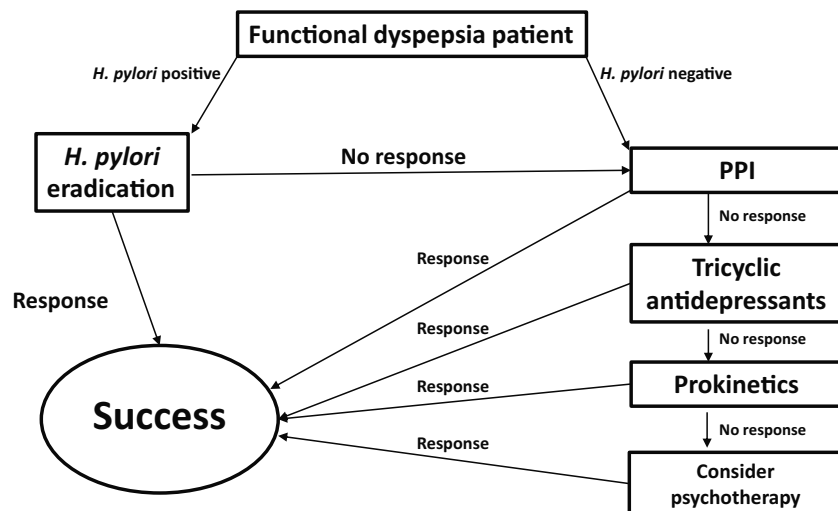 Functional dyspepsia patient
H. pylori positive
H. pylori negative
H. pylori
eradication
No response
PPI
No response
Response
Tricyclic
antidepressants
Response
Response
No response
Success
Response
Prokinetics
No response
Response
Consider
psychotherapy